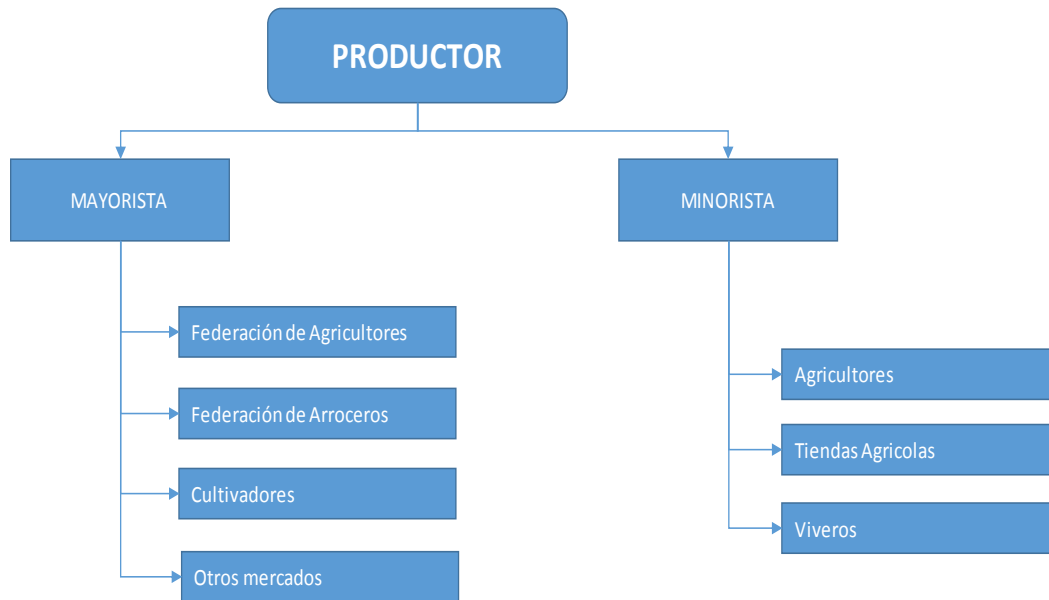 PRODUCTOR
MAYORISTA
MINORISTA
Federación de Agricultores
Federación de Arroceros
Cultivadores
Otros mercados
Agricultores
Tiendas Agricolas
Viveros